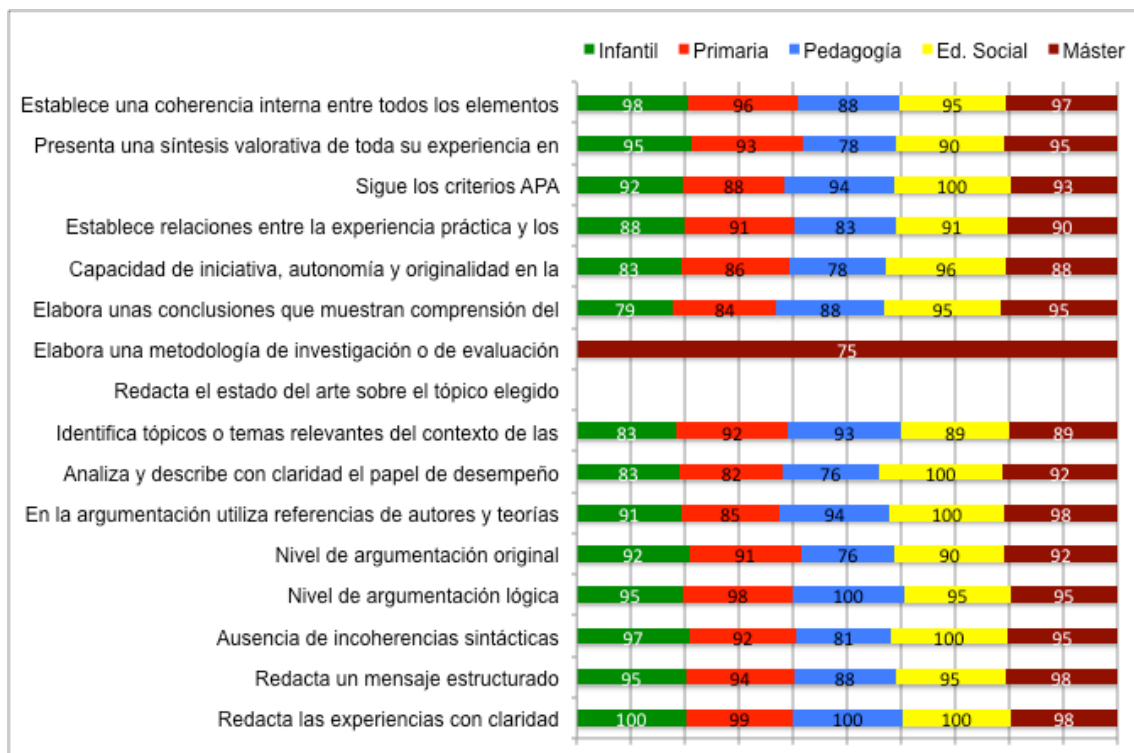 Infantil Primaria Pedagogía Ed. Social Máster
Establece una coherencia interna entre todos los elementos 98 96 88 95 97
Presenta una síntesis valorativa de toda su experiencia en 95 93 78 90 95
Sigue los criterios APA 92 88 94 100 93
Establece relaciones entre la experiencia práctica y los 88 91 83 91 90
Capacidad de iniciativa, autonomía y originalidad en la 83 86 78 96 88
Elabora unas conclusiones que muestran comprensión del 79 84 88 95 95
Elabora una metodología de investigación o de evaluación 75
Redacta el estado del arte sobre el tópico elegido
Identifica tópicos o temas relevantes del contexto de las 83 92 93 89 89
Analiza y describe con claridad el papel de desempeño 83 82 76 100 92
En la argumentación utiliza referencias de autores y teorías 91 85 94 100 98
Nivel de argumentación original 92 91 76 90 92
Nivel de argumentación lógica 95 98 100 95 95
Ausencia de incoherencias sintácticas 97 92 81 100 95
Redacta un mensaje estructurado 95 94 88 95 98
Redacta las experiencias con claridad 100 99 100 100 98